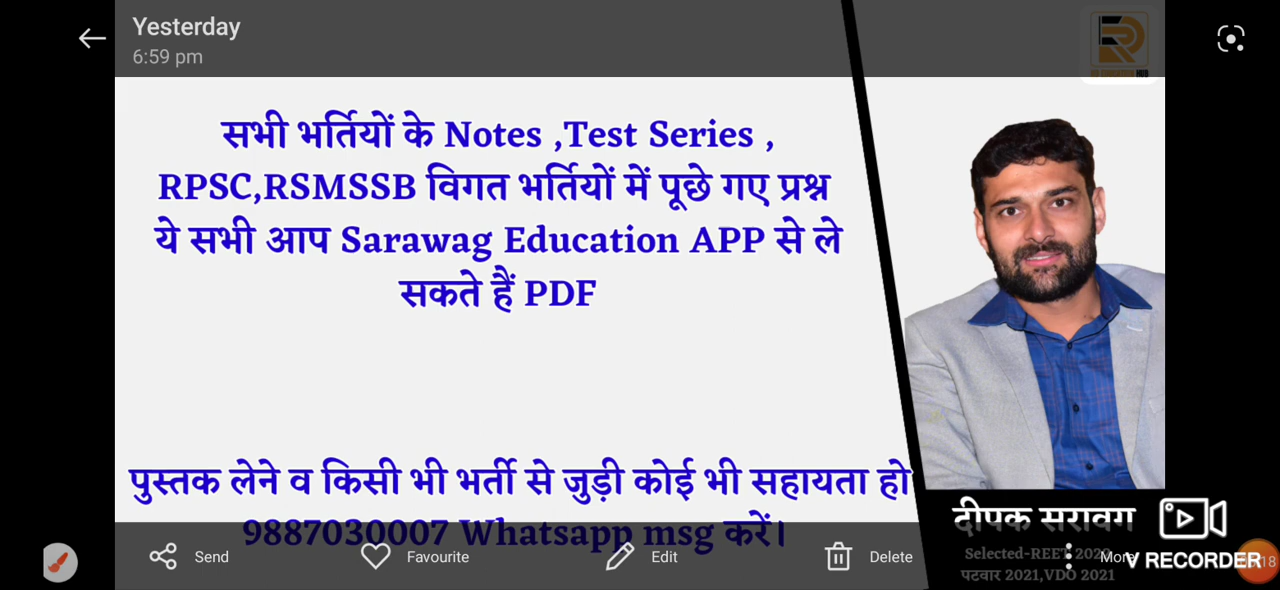 Yesterday
6:59 pm
सभी भर्तियों के Notes ,Test Series ,
RPSC,RSMSSB विगत भर्तियों में पूछे गए प्रश्न
ये सभी आप Sarawag Education APP से ले
सकते हैं PDF
पुस्तक लेने व किसी भी भर्ती से जुड़ी कोई भी सहायता हो
9887030007 Whatsapp msg करें।
दीपक सरावग
Selected-REET
पटवार 2021,VDO 2021
Send
Favourite
Edit
Delete
More
V RECORDER